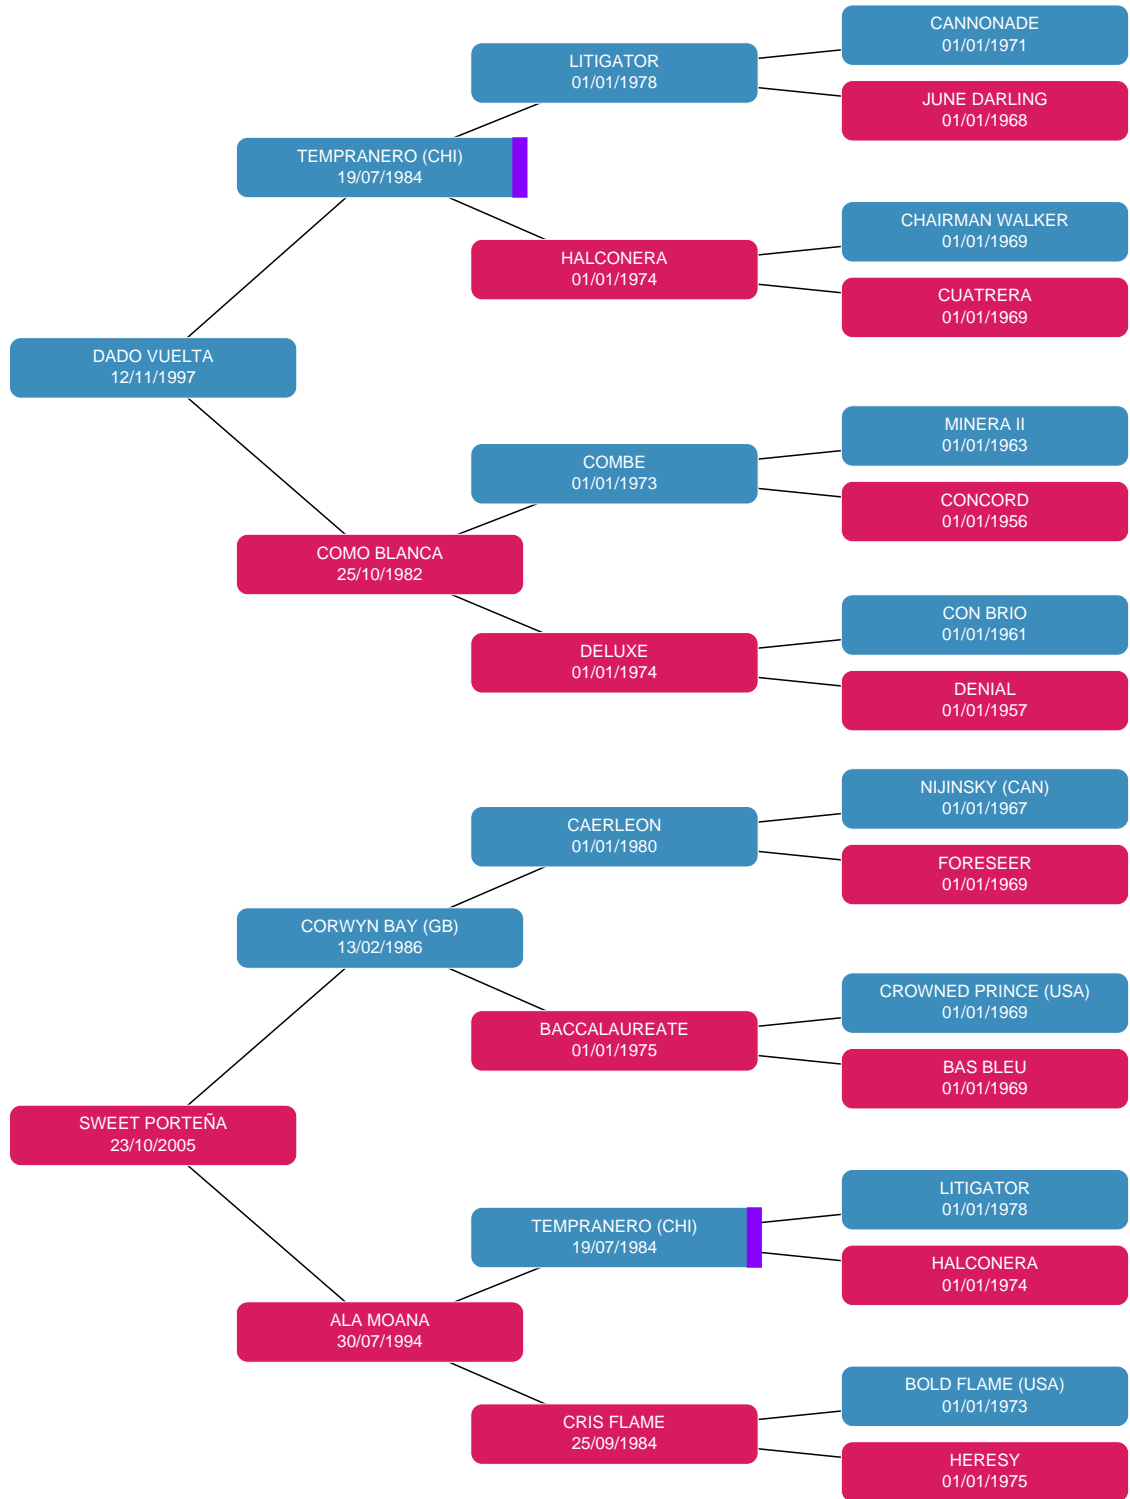 CANNONADE
01/01/1971
LITIGATOR
01/01/1978
JUNE DARLING
01/01/1968
TEMPRANERO (CHI)
19/07/1984
CHAIRMAN WALKER
01/01/1969
HALCONERA
01/01/1974
CUATRERA
01/01/1969
DADO VUELTA
12/11/1997
MINERA II
01/01/1963
COMBE
01/01/1973
CONCORD
01/01/1956
COMO BLANCA
25/10/1982
CON BRIO
01/01/1961
DELUXE
01/01/1974
DENIAL
01/01/1957
NIJINSKY (CAN)
01/01/1967
CAERLEON
01/01/1980
FORESEER
01/01/1969
CORWYN BAY (GB)
13/02/1986
CROWNED PRINCE (USA)
01/01/1969
BACCALAUREATE
01/01/1975
BAS BLEU
01/01/1969
SWEET PORTEÑA
23/10/2005
LITIGATOR
01/01/1978
TEMPRANERO (CHI)
19/07/1984
HALCONERA
01/01/1974
ALA MOANA
30/07/1994
BOLD FLAME (USA)
01/01/1973
CRIS FLAME
25/09/1984
HERESY
01/01/1975